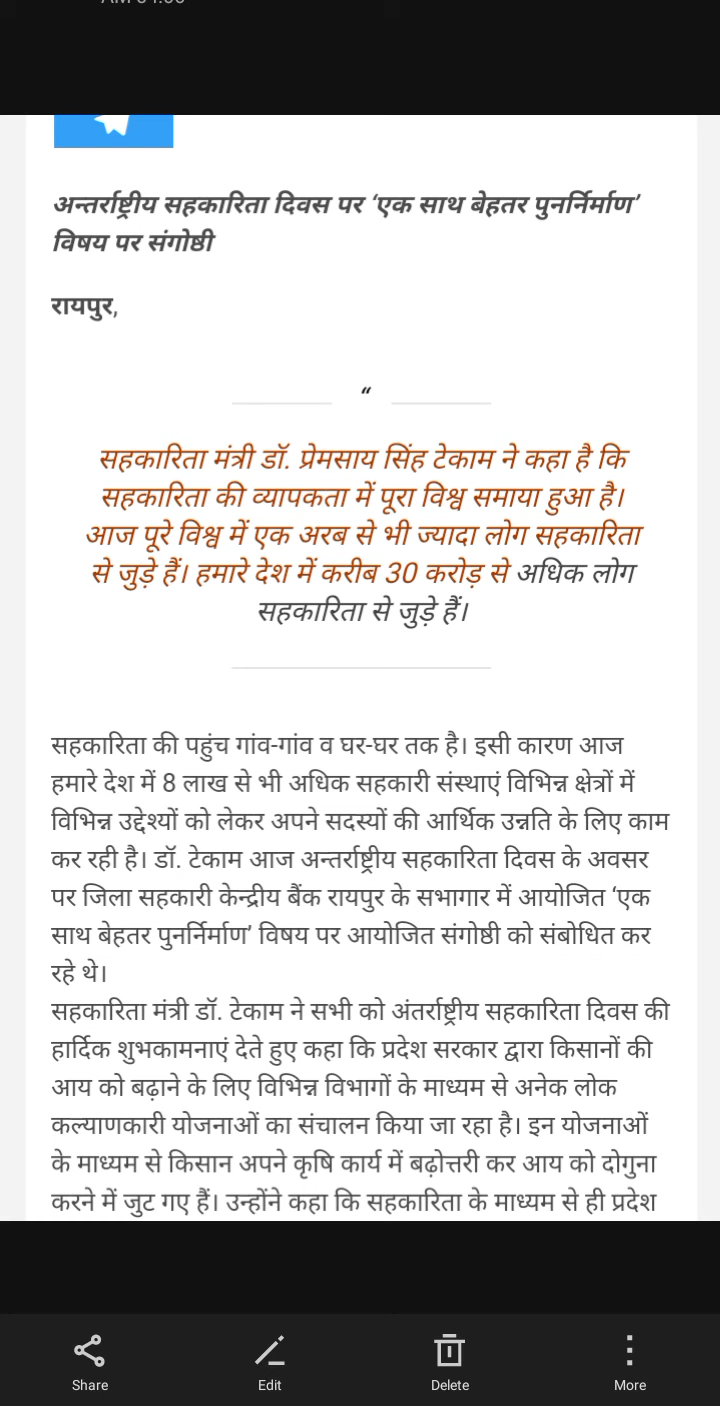 अन्तर्राष्ट्रीय सहकारिता दिवस पर ‘एक साथ बेहतर पुनर्निर्माण’
विषय पर संगोष्ठी
रायपुर,
“
सहकारिता मंत्री डॉ. प्रेमसाय सिंह टेकाम ने कहा है कि
सहकारिता की व्यापकता में पूरा विश्व समाया हुआ है।
आज पूरे विश्व में एक अरब से भी ज्यादा लोग सहकारिता
से जुड़े हैं। हमारे देश में करीब 30 करोड़ से अधिक लोग
सहकारिता से जुड़े हैं।
सहकारिता की पहुंच गांव-गांव व घर-घर तक है। इसी कारण आज
हमारे देश में 8 लाख से भी अधिक सहकारी संस्थाएं विभिन्न क्षेत्रों में
विभिन्न उद्देश्यों को लेकर अपने सदस्यों की आर्थिक उन्नति के लिए काम
कर रही है। डॉ. टेकाम आज अन्तर्राष्ट्रीय सहकारिता दिवस के अवसर
पर जिला सहकारी केन्द्रीय बैंक रायपुर के सभागार में आयोजित ‘एक
साथ बेहतर पुनर्निर्माण’ विषय पर आयोजित संगोष्ठी को संबोधित कर
रहे थे।
सहकारिता मंत्री डॉ. टेकाम ने सभी को अंतर्राष्ट्रीय सहकारिता दिवस की
हार्दिक शुभकामनाएं देते हुए कहा कि प्रदेश सरकार द्वारा किसानों की
आय को बढ़ाने के लिए विभिन्न विभागों के माध्यम से अनेक लोक
कल्याणकारी योजनाओं का संचालन किया जा रहा है। इन योजनाओं
के माध्यम से किसान अपने कृषि कार्य में बढ़ोत्तरी कर आय को दोगुना
करने में जुट गए हैं। उन्होंने कहा कि सहकारिता के माध्यम से ही प्रदेश
Share Edit Delete More